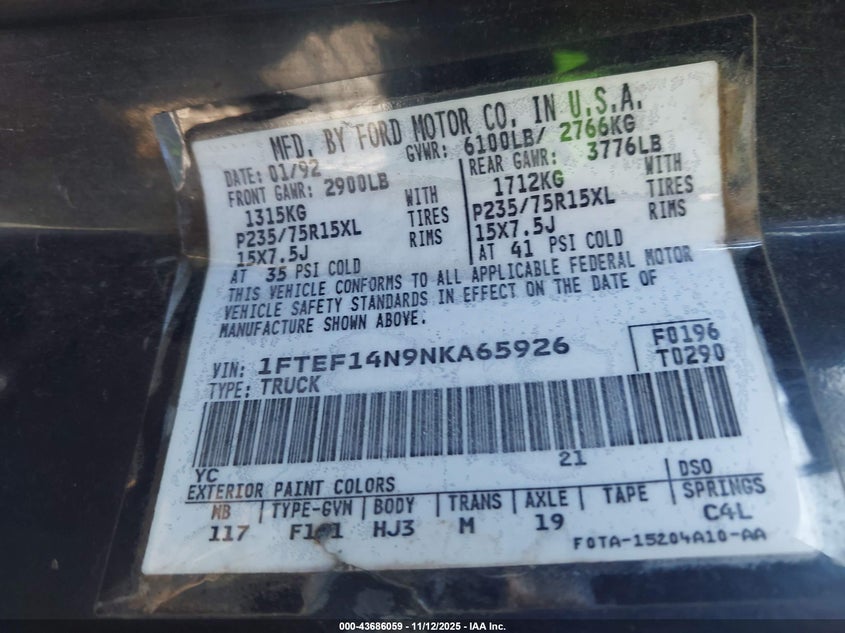 MFD. BY FORD MOTOR CO. IN U.S.A.
DATE: 01/92 GVWR: 6100LB/ 2766KG
FRONT GAWR: 2900LB REAR GAWR: 3776LB
1315KG WITH 1712KG WITH
P235/75R15XL TIRES P235/75R15XL TIRES
15X7.5J RIMS 15X7.5J RIMS
AT 35 PSI COLD AT 41 PSI COLD
THIS VEHICLE CONFORMS TO ALL APPLICABLE FEDERAL MOTOR
VEHICLE SAFETY STANDARDS IN EFFECT ON THE DATE OF
MANUFACTURE SHOWN ABOVE.
VIN: 1FTEF14N9NKA65926 F0196
TYPE: TRUCK T0290
YC 21
EXTERIOR PAINT COLORS DSO
WB TYPE-GVW BODY TRANS AXLE TAPE SPRINGS
117 HJ3 M 19 C4L
F0TA-15204A10-AA
000-43686059 - 11/12/2025 - IAA Inc.